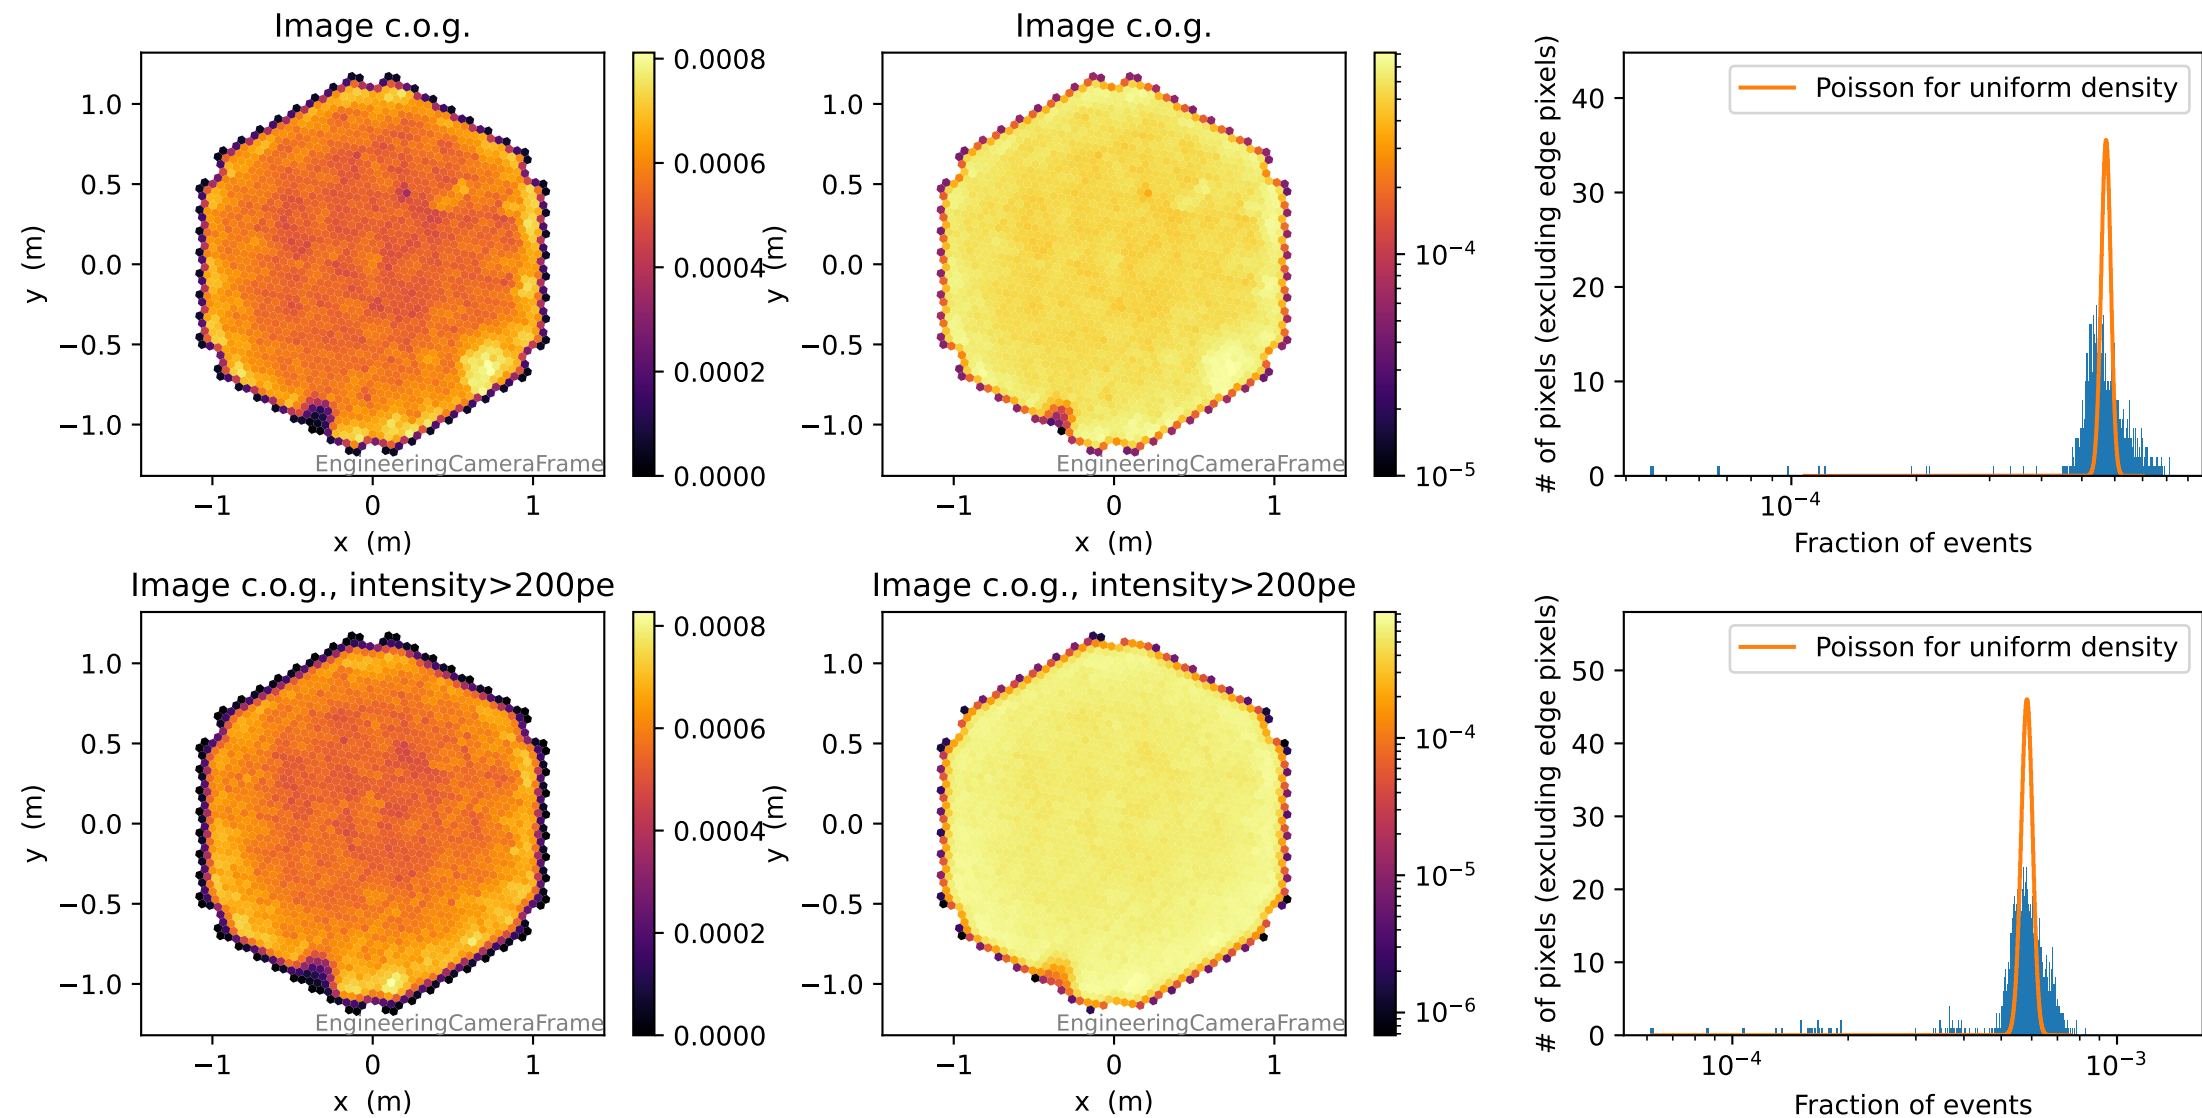 Image c.o.g.
1.0
0.5
0.0
−0.5
−1.0
y (m)
−1
0
1
x (m)
EngineeringCameraFrame
0.0008
0.0006
0.0004
0.0002
0.0000
Image c.o.g.
1.0
0.5
0.0
−0.5
−1.0
y (m)
−1
0
1
x (m)
EngineeringCameraFrame
10−4
10−5
Poisson for uniform density
40
30
20
10
0
# of pixels (excluding edge pixels)
10−4
Fraction of events
Image c.o.g., intensity>200pe
1.0
0.5
0.0
−0.5
−1.0
y (m)
−1
0
1
x (m)
EngineeringCameraFrame
0.0008
0.0006
0.0004
0.0002
0.0000
Image c.o.g., intensity>200pe
1.0
0.5
0.0
−0.5
−1.0
y (m)
−1
0
1
x (m)
EngineeringCameraFrame
10−4
10−5
10−6
Poisson for uniform density
50
40
30
20
10
0
# of pixels (excluding edge pixels)
10−4
10−3
Fraction of events